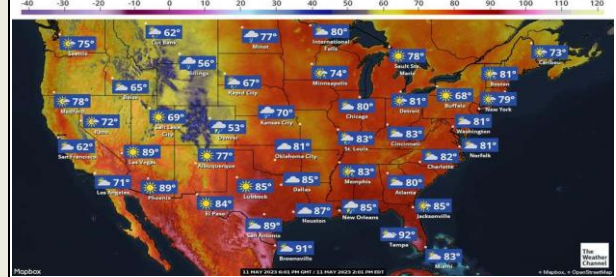 -40 -30 -20 -10 0 10 20 30 40 50 60 70 80 90 100 110 120
75° Seattle
62° Cut Bank
77° Minot
80° International Falls
78° Sault Ste. Marie
73° Caribou
56° Billings
65° Boise
67° Rapid City
74° Minneapolis
68° Buffalo
81° Boston
78° Medford
72° Reno
69° Salt Lake City
53° Denver
70° Kansas City
80° Chicago
81° Detroit
79° New York
81° Washington
62° San Francisco
89° Las Vegas
77° Albuquerque
81° Oklahoma City
83° St. Louis
83° Cincinnati
81° Norfolk
82° Charlotte
71° Los Angeles
89° Phoenix
84° El Paso
85° Lubbock
85° Dallas
83° Memphis
80° Atlanta
89° San Antonio
87° Houston
85° New Orleans
85° Jacksonville
91° Brownsville
92° Tampa
83° Miami
The
Weather
Channel
Mapbox
11 MAY 2023 6:01 PM GMT / 11 MAY 2023 2:01 PM EDT
© Mapbox, © OpenStreetMap